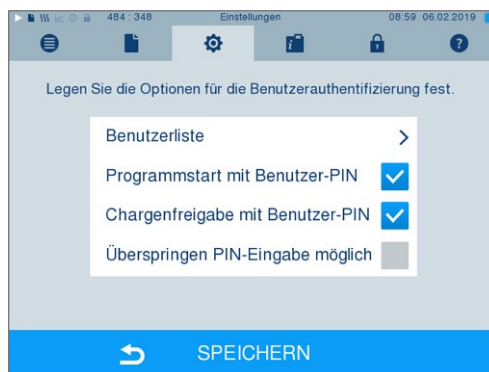 484 : 348 Einstellungen 08:59 06.02.2019
Legen Sie die Optionen für die Benutzerauthentifizierung fest.
Benutzerliste
Programmstart mit Benutzer-PIN
Chargenfreigabe mit Benutzer-PIN
Überspringen PIN-Eingabe möglich
SPEICHERN